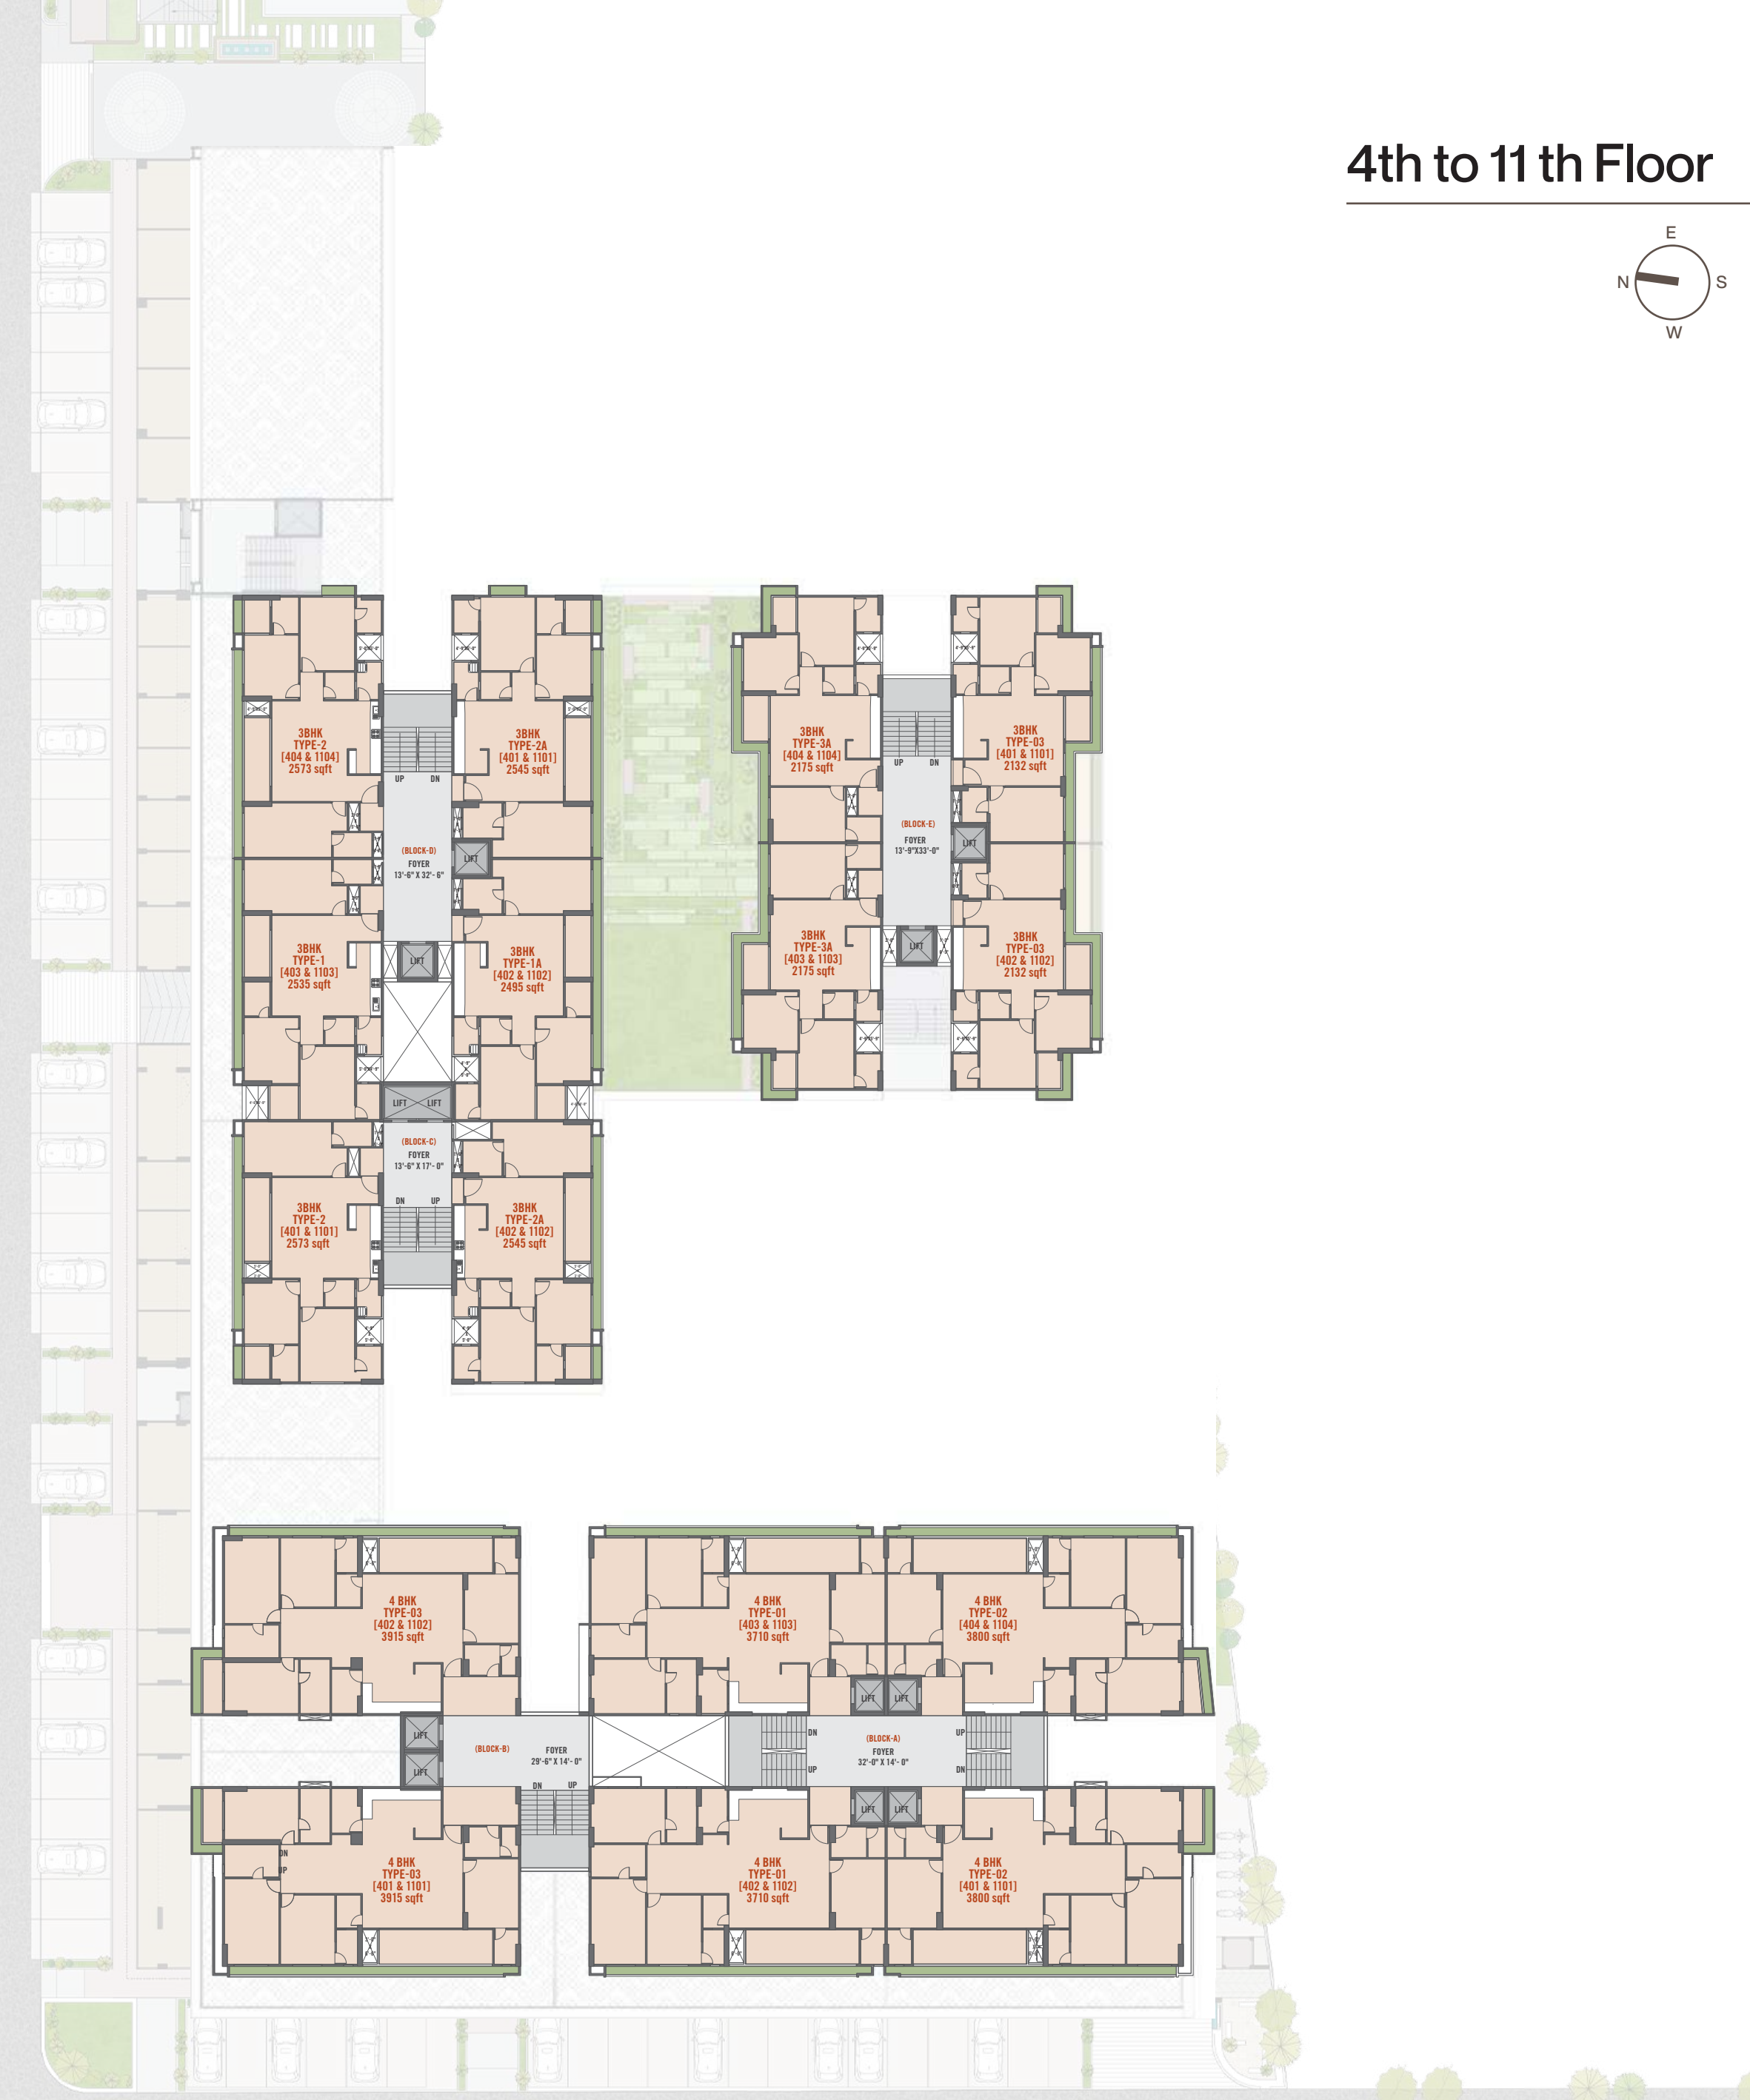 4th to 11 th Floor
E
N
S
W
3BHK
TYPE-2
[404 & 1104]
2573 sqft
3BHK
TYPE-2A
[401 & 1101]
2545 sqft
UP
DN
(BLOCK-D)
FOYER
13'-6" X 32'- 6"
LIFT
3BHK
TYPE-1
[403 & 1103]
2535 sqft
LIFT
3BHK
TYPE-1A
[402 & 1102]
2495 sqft
LIFT
LIFT
(BLOCK-C)
FOYER
13'-6" X 17'- 0"
DN
UP
3BHK
TYPE-2
[401 & 1101]
2573 sqft
3BHK
TYPE-2A
[402 & 1102]
2545 sqft
3BHK
TYPE-3A
[404 & 1104]
2175 sqft
3BHK
TYPE-03
[401 & 1101]
2132 sqft
UP
DN
(BLOCK-E)
FOYER
13'-9"X33'-0"
LIFT
3BHK
TYPE-3A
[403 & 1103]
2175 sqft
LIFT
3BHK
TYPE-03
[402 & 1102]
2132 sqft
4 BHK
TYPE-03
[402 & 1102]
3915 sqft
4 BHK
TYPE-01
[403 & 1103]
3710 sqft
4 BHK
TYPE-02
[404 & 1104]
3800 sqft
LIFT
LIFT
LIFT
LIFT
(BLOCK-B)
FOYER
29'-6" X 14'- 0"
DN
UP
DN
UP
(BLOCK-A)
FOYER
32'-0" X 14'- 0"
UP
DN
LIFT
LIFT
DN
UP
4 BHK
TYPE-03
[401 & 1101]
3915 sqft
4 BHK
TYPE-01
[402 & 1102]
3710 sqft
4 BHK
TYPE-02
[401 & 1101]
3800 sqft